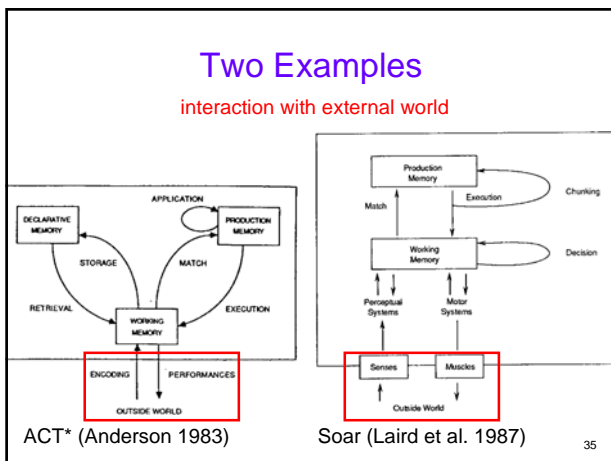 Two Examples
interaction with external world
APPLICATION
DECLARATIVE
MEMORY
PRODUCTION
MEMORY
STORAGE
MATCH
RETRIEVAL
EXECUTION
WORKING
MEMORY
ENCODING
PERFORMANCES
OUTSIDE WORLD
ACT* (Anderson 1983)
Production
Memory
Match
Execution
Chunking
Working
Memory
Decision
Perceptual
Systems
Motor
Systems
Senses
Muscles
Outside World
Soar (Laird et al. 1987)
35